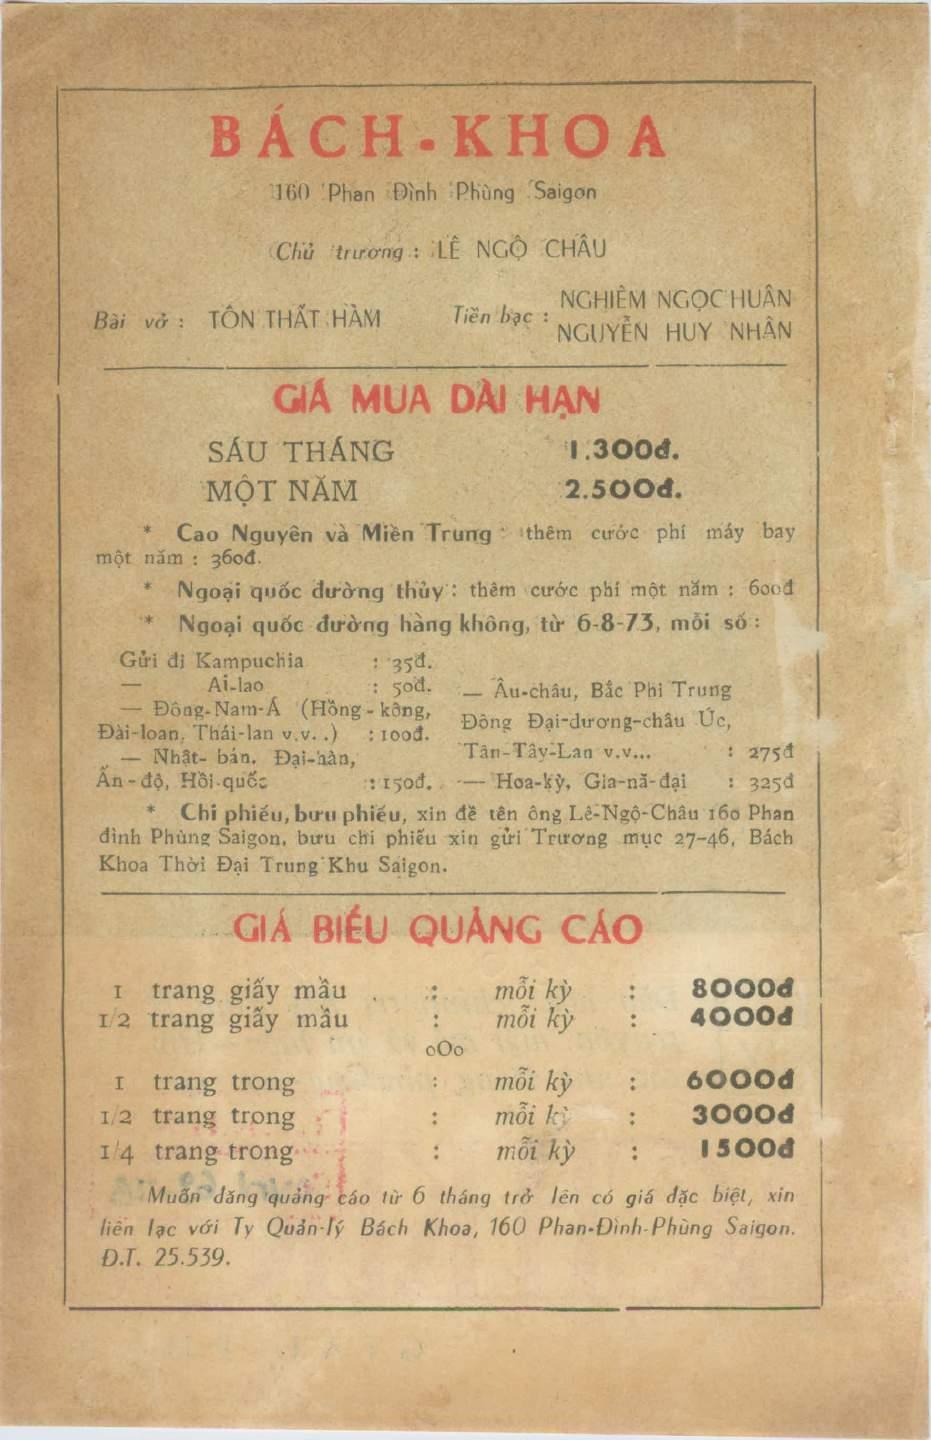 BÁCH-KHOA
160 Phan Đình Phùng Saigon
Chủ trương : LÊ NGỘ CHÂU
Bài vở : TÔN THẤT HÀM
Tiền bạc : NGHIÊM NGỌC HUÂN
NGUYỄN HUY NHÂN
GIÁ MUA DÀI HẠN
SÁU THÁNG 1.300đ.
MỘT NĂM 2.500đ.
* Cao Nguyên và Miền Trung : thêm cước phí máy bay
một năm : 360đ.
* Ngoại quốc đường thủy : thêm cước phí một năm : 600đ
* Ngoại quốc đường hàng không, từ 6-8-73, mỗi số :
Gửi đi Kampuchia : 35đ.
— Ai-lao : 50đ.
— Đông-Nam-Á (Hồng-kông,
Đài-loan, Thái-lan v.v..) : 100đ.
— Nhật-bản, Đại-hàn,
Ấn-độ, Hồi-quốc : 150đ.
— Âu-châu, Bắc Phi Trung
Đông Đại-dương-châu Úc,
Tân-Tây-Lan v.v... : 275đ
— Hoa-kỳ, Gia-nã-đại : 325đ
* Chi phiếu, bưu phiếu, xin đề tên ông Lê-Ngộ-Châu 160 Phan
đình Phùng Saigon, bưu chi phiếu xin gửi Trương mục 27-46, Bách
Khoa Thời Đại Trung Khu Saigon.
GIÁ BIỂU QUẢNG CÁO
1 trang giấy mầu : mỗi kỳ : 8000đ
1/2 trang giấy mầu : mỗi kỳ : 4000đ
oOo
1 trang trong : mỗi kỳ : 6000đ
1/2 trang trong : mỗi kỳ : 3000đ
1/4 trang trong : mỗi kỳ : 1500đ
Muốn đăng quảng cáo từ 6 tháng trở lên có giá đặc biệt, xin
liên lạc với Ty Quản-lý Bách Khoa, 160 Phan-Đình-Phùng Saigon.
Đ.T. 25.539.